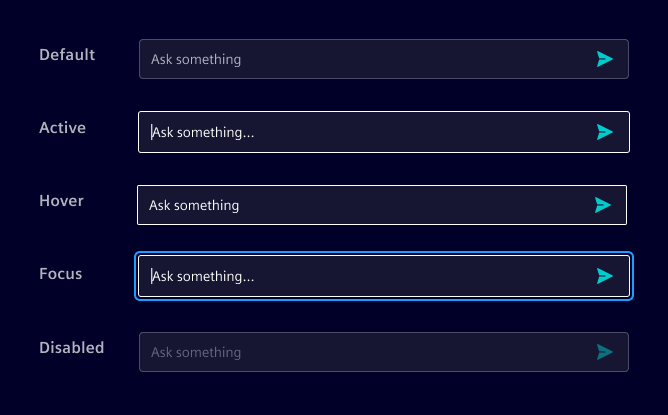 Default
Ask something
Active
Ask something...
Hover
Ask something
Focus
Ask something...
Disabled
Ask something